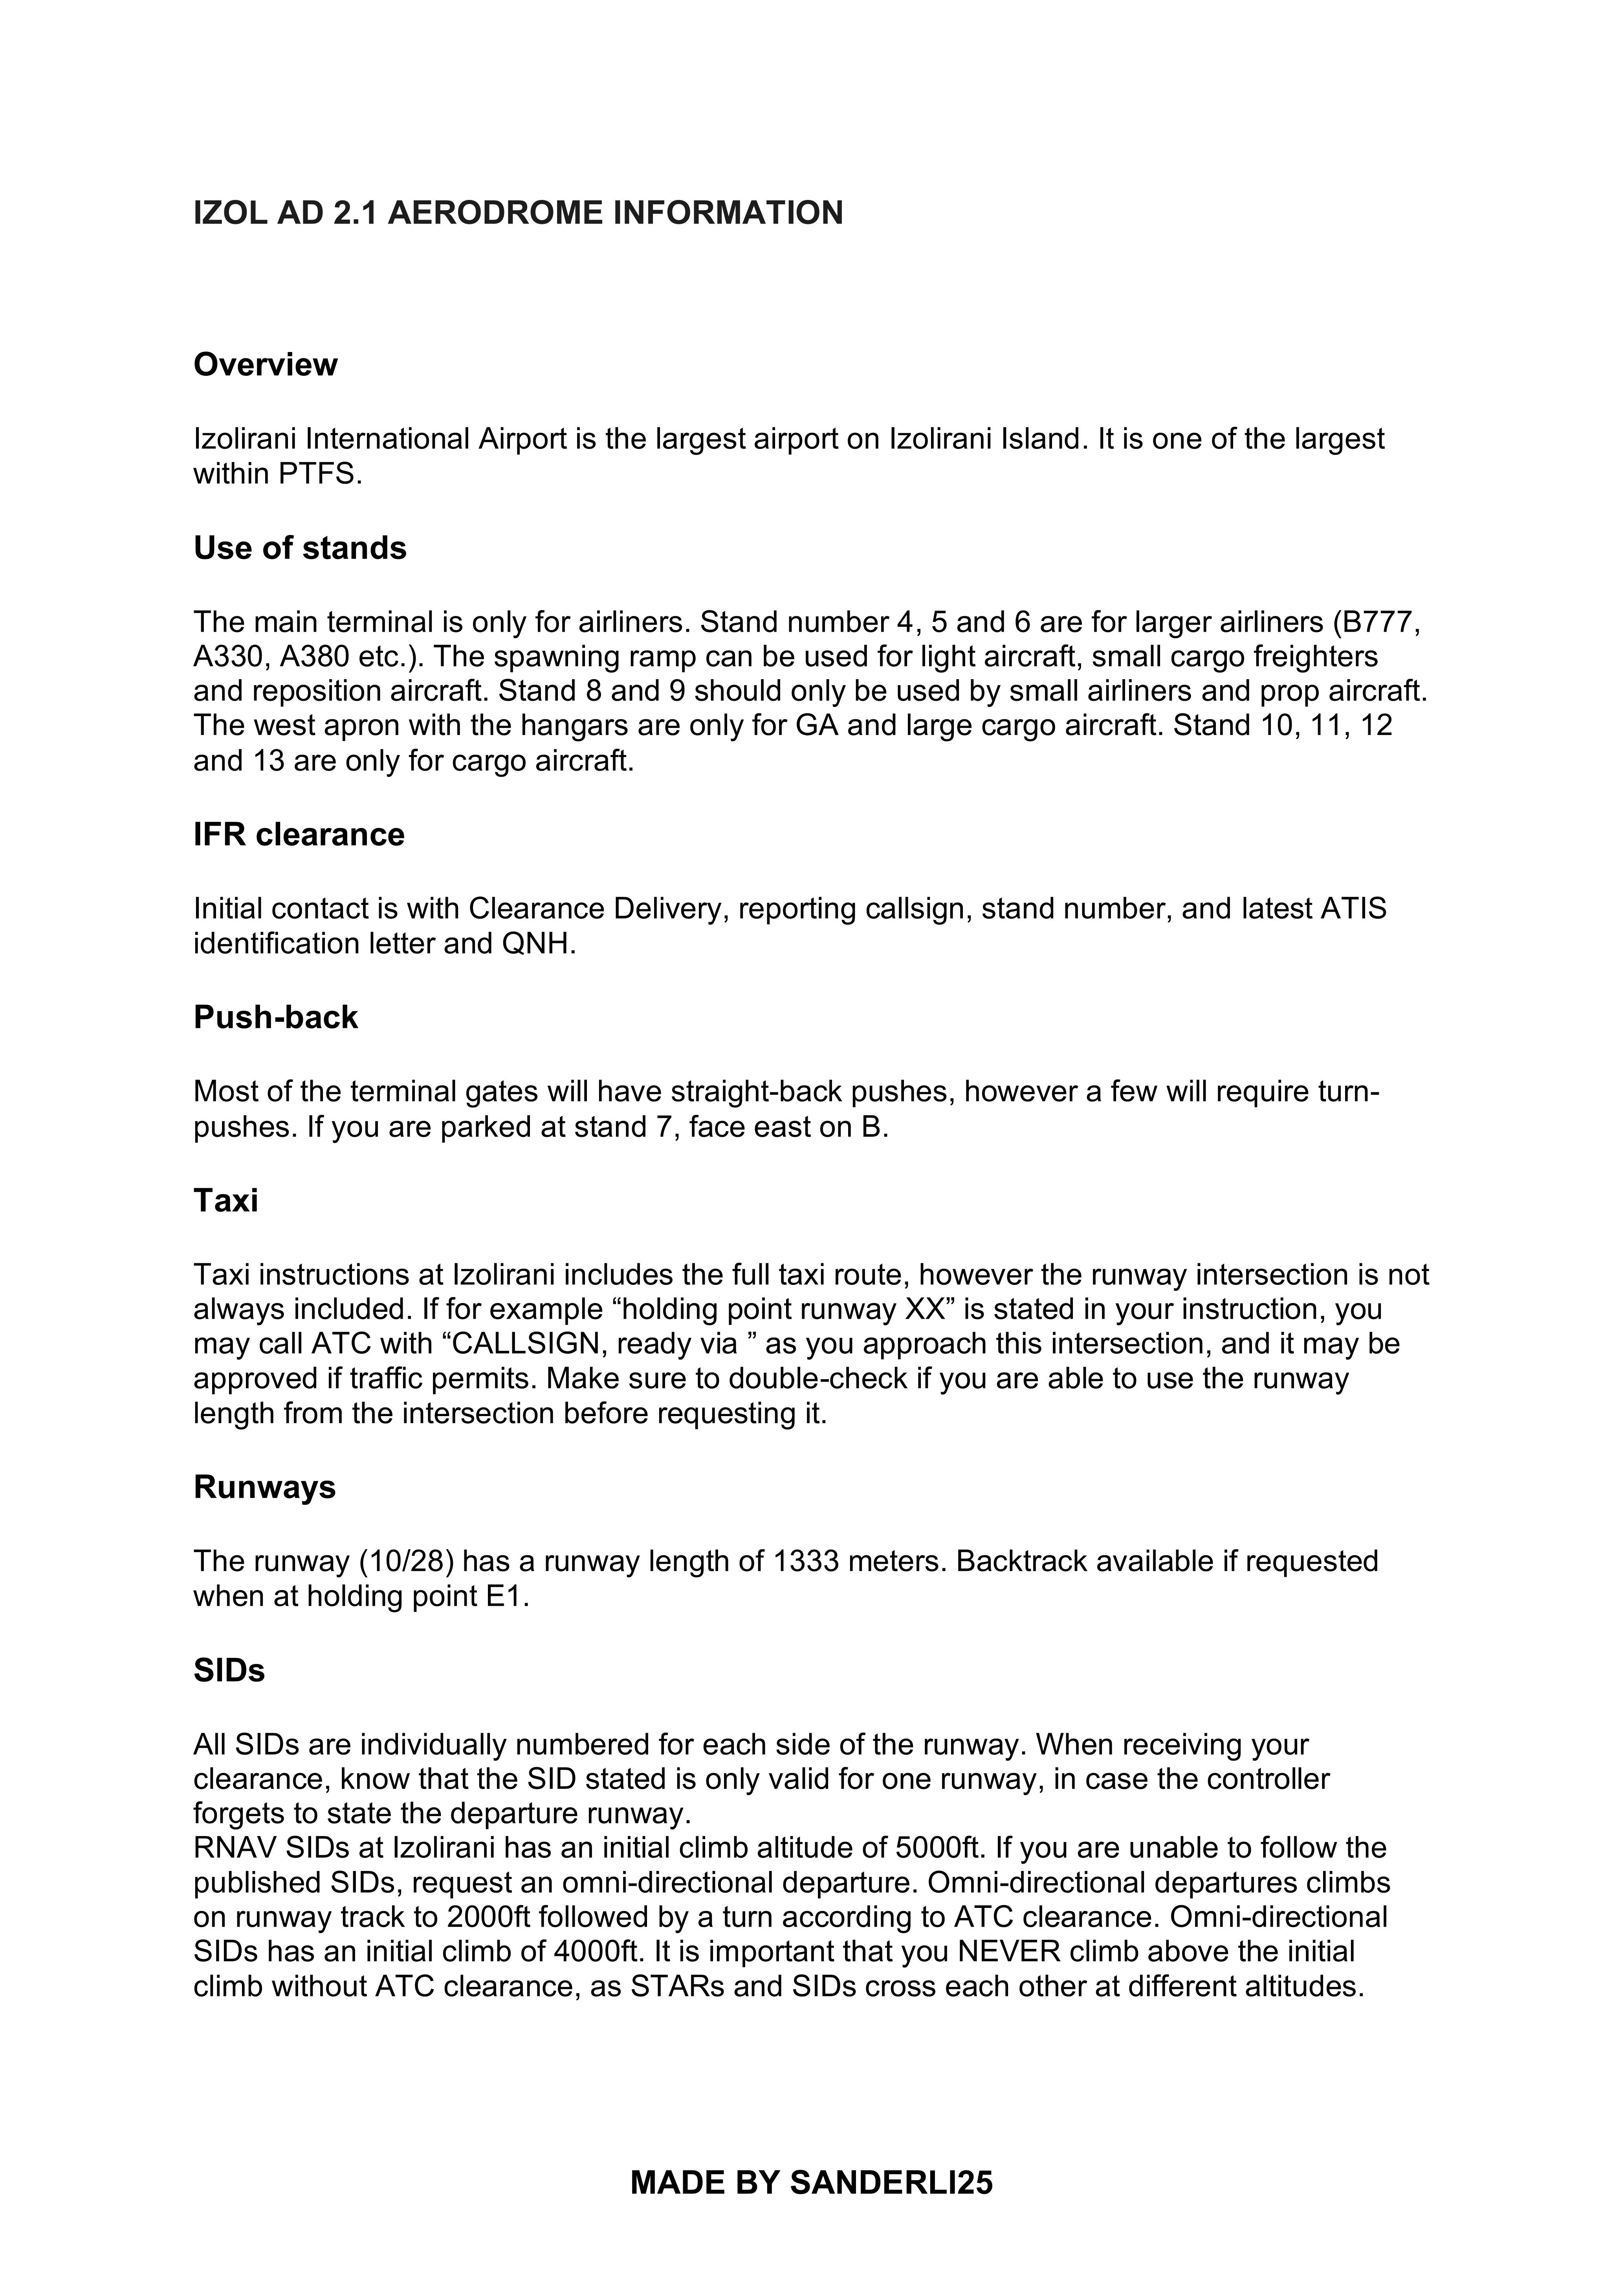 IZOL AD 2.1 AERODROME INFORMATION
Overview
Izolirani International Airport is the largest airport on Izolirani Island. It is one of the largest
within PTFS.
Use of stands
The main terminal is only for airliners. Stand number 4, 5 and 6 are for larger airliners (B777,
A330, A380 etc.). The spawning ramp can be used for light aircraft, small cargo freighters
and reposition aircraft. Stand 8 and 9 should only be used by small airliners and prop aircraft.
The west apron with the hangars are only for GA and large cargo aircraft. Stand 10, 11, 12
and 13 are only for cargo aircraft.
IFR clearance
Initial contact is with Clearance Delivery, reporting callsign, stand number, and latest ATIS
identification letter and QNH.
Push-back
Most of the terminal gates will have straight-back pushes, however a few will require turn-
pushes. If you are parked at stand 7, face east on B.
Taxi
Taxi instructions at Izolirani includes the full taxi route, however the runway intersection is not
always included. If for example “holding point runway XX” is stated in your instruction, you
may call ATC with “CALLSIGN, ready via ” as you approach this intersection, and it may be
approved if traffic permits. Make sure to double-check if you are able to use the runway
length from the intersection before requesting it.
Runways
The runway (10/28) has a runway length of 1333 meters. Backtrack available if requested
when at holding point E1.
SIDs
All SIDs are individually numbered for each side of the runway. When receiving your
clearance, know that the SID stated is only valid for one runway, in case the controller
forgets to state the departure runway.
RNAV SIDs at Izolirani has an initial climb altitude of 5000ft. If you are unable to follow the
published SIDs, request an omni-directional departure. Omni-directional departures climbs
on runway track to 2000ft followed by a turn according to ATC clearance. Omni-directional
SIDs has an initial climb of 4000ft. It is important that you NEVER climb above the initial
climb without ATC clearance, as STARs and SIDs cross each other at different altitudes.
MADE BY SANDERLI25